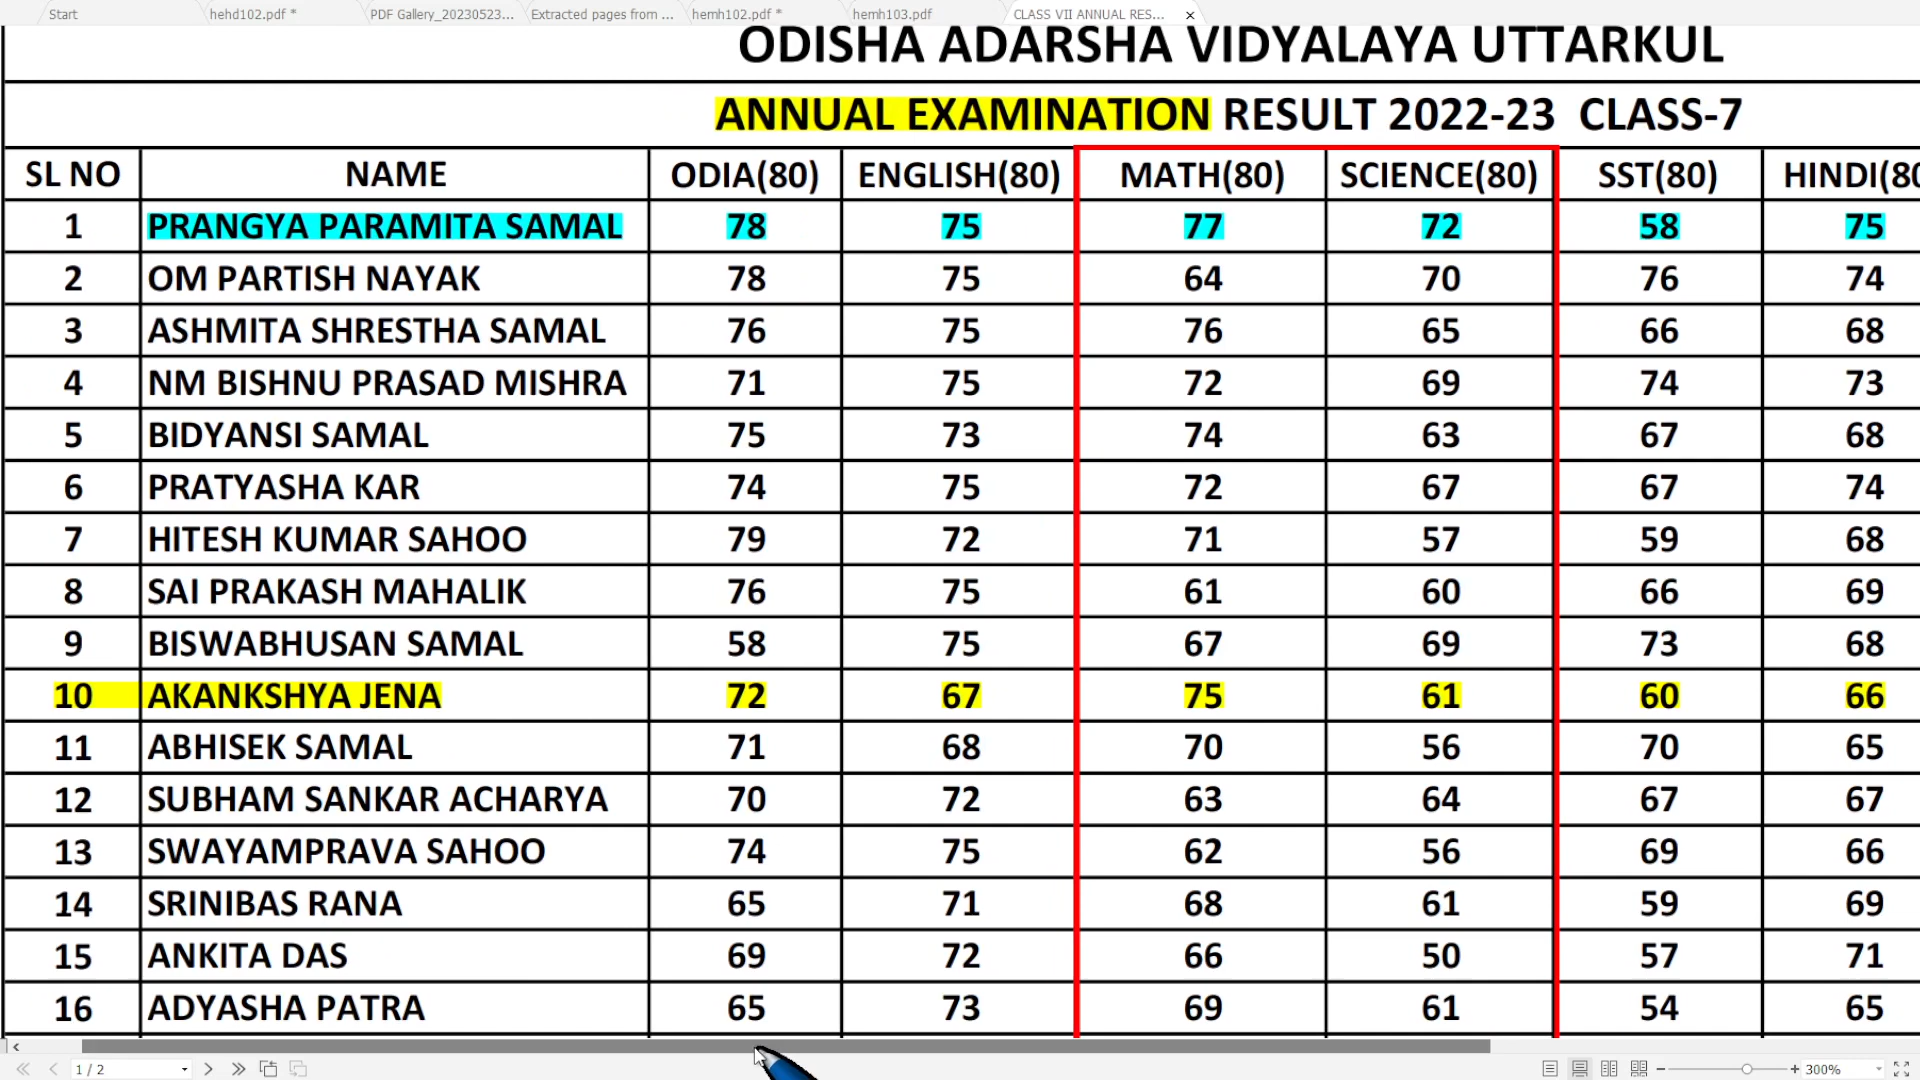 Start hehd102.pdf * PDF Gallery_20230523... Extracted pages from ... hemh102.pdf * hemh103.pdf CLASS VII ANNUAL RES... ×
ODISHA ADARSHA VIDYALAYA UTTARKUL
ANNUAL EXAMINATION RESULT 2022-23 CLASS-7
SL NO NAME ODIA(80) ENGLISH(80) MATH(80) SCIENCE(80) SST(80) HINDI(80
1 PRANGYA PARAMITA SAMAL 78 75 77 72 58 75
2 OM PARTISH NAYAK 78 75 64 70 76 74
3 ASHMITA SHRESTHA SAMAL 76 75 76 65 66 68
4 NM BISHNU PRASAD MISHRA 71 75 72 69 74 73
5 BIDYANSI SAMAL 75 73 74 63 67 68
6 PRATYASHA KAR 74 75 72 67 67 74
7 HITESH KUMAR SAHOO 79 72 71 57 59 68
8 SAI PRAKASH MAHALIK 76 75 61 60 66 69
9 BISWABHUSAN SAMAL 58 75 67 69 73 68
10 AKANKSHYA JENA 72 67 75 61 60 66
11 ABHISEK SAMAL 71 68 70 56 70 65
12 SUBHAM SANKAR ACHARYA 70 72 63 64 67 67
13 SWAYAMPRAVA SAHOO 74 75 62 56 69 66
14 SRINIBAS RANA 65 71 68 61 59 69
15 ANKITA DAS 69 72 66 50 57 71
16 ADYASHA PATRA 65 73 69 61 54 65
1 / 2 300%